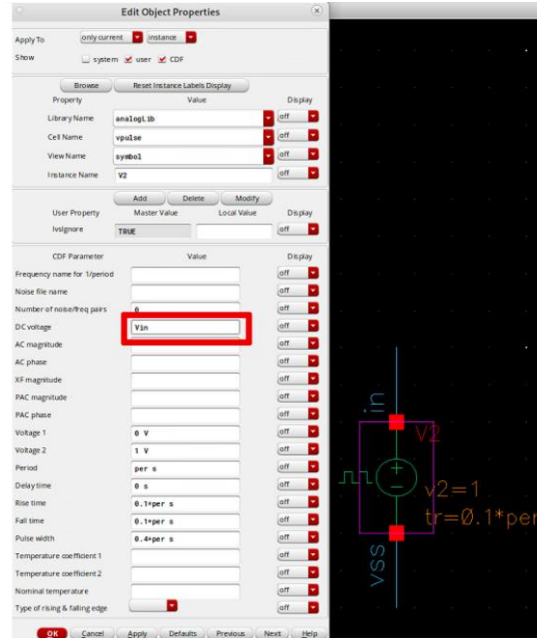 Edit Object Properties
Apply To only current instance
Show system user CDF
Browse Reset Instance Labels Display
Property Value Display
Library Name analogLib off
Cell Name vpulse off
View Name symbol off
Instance Name V2 off
Add Delete Modify
User Property Master Value Local Value Display
lvsIgnore TRUE off
CDF Parameter Value Display
Frequency name for 1/period off
Noise file name off
Number of noise/freq pairs 0 off
DC voltage Vin off
AC magnitude off
AC phase off
XF magnitude off
PAC magnitude off
PAC phase off
Voltage 1 0 V off
Voltage 2 1 V off
Period per s off
Delay time 0 s off
Rise time 0.1*per s off
Fall time 0.1*per s off
Pulse width 0.4*per s off
Temperature coefficient 1 off
Temperature coefficient 2 off
Nominal temperature off
Type of rising & falling edge off
OK Cancel Apply Defaults Previous Next Help
in
V2
v2=1
tr=0.1*per
vss